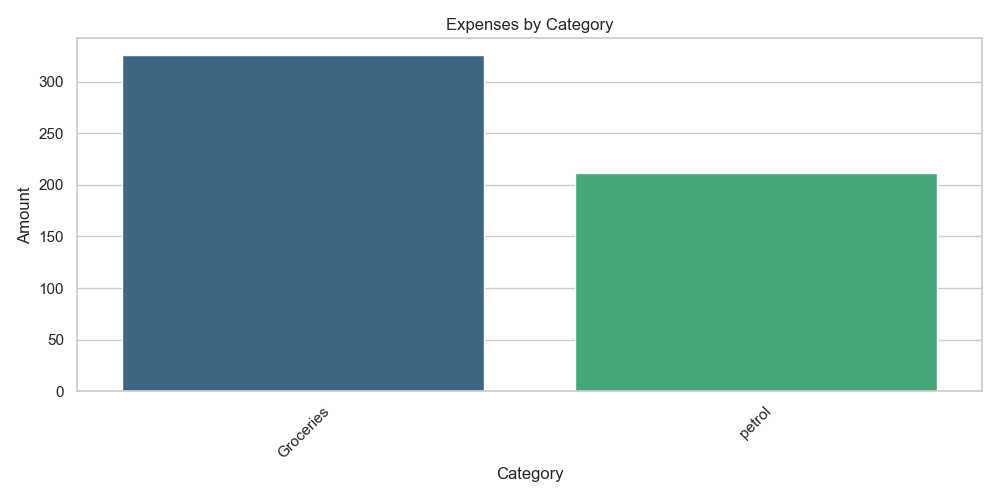 Expenses by Category
Amount
300
250
200
150
100
50
0
Groceries
petrol
Category